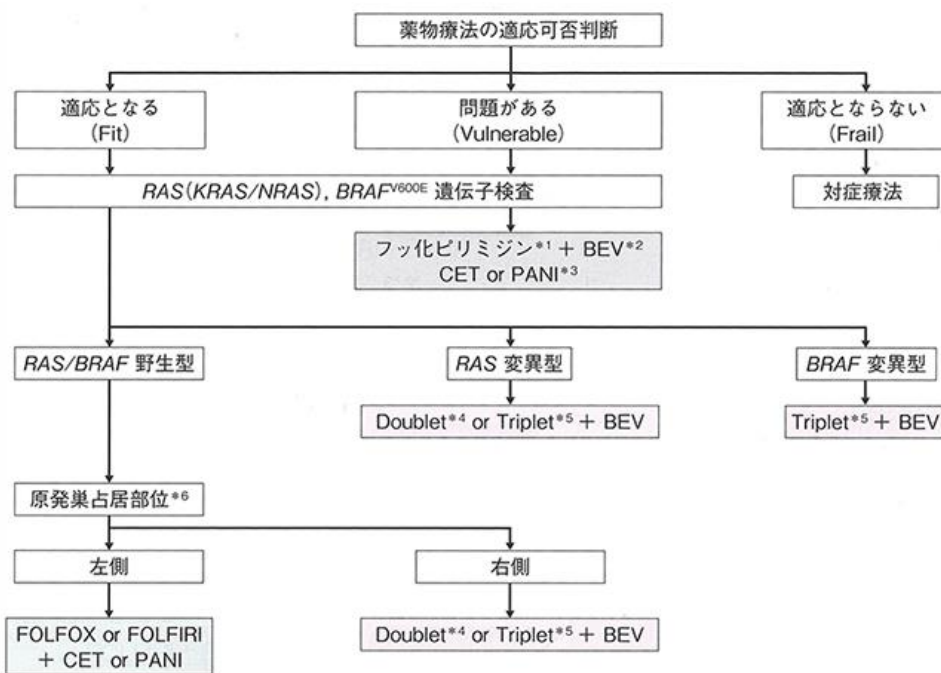 薬物療法の適応可否判断
適応となる
(Fit)
問題がある
(Vulnerable)
適応とならない
(Frail)
RAS(KRAS/NRAS), BRAFV600E 遺伝子検査
対症療法
フッ化ピリミジン*1 + BEV*2
CET or PANI*3
RAS/BRAF 野生型
RAS 変異型
BRAF 変異型
Doublet*4 or Triplet*5 + BEV
Triplet*5 + BEV
原発巣占居部位*6
左側
右側
FOLFOX or FOLFIRI
+ CET or PANI
Doublet*4 or Triplet*5 + BEV